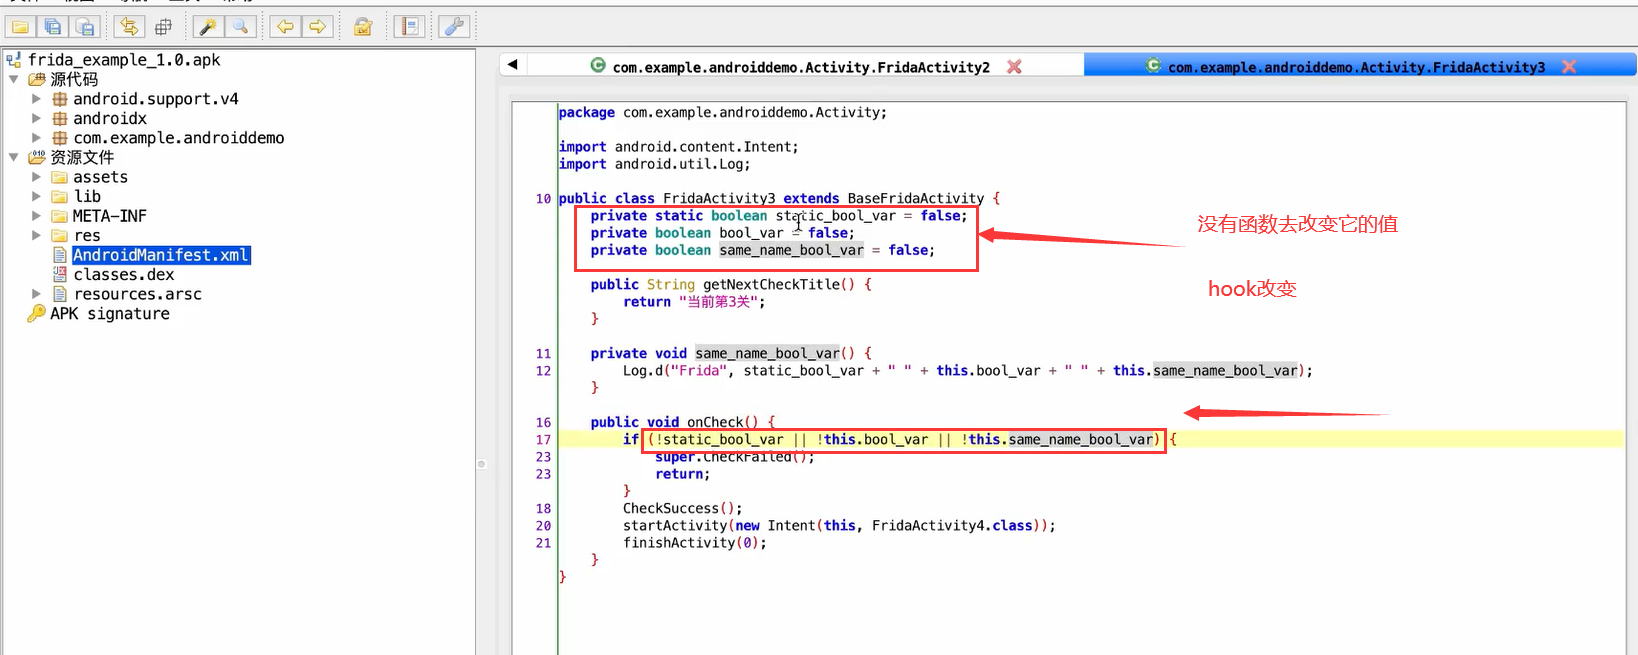 frida_example_1.0.apk
源代码
android.support.v4
androidx
com.example.androiddemo
资源文件
assets
lib
META-INF
res
AndroidManifest.xml
classes.dex
resources.arsc
APK signature
com.example.androiddemo.Activity.FridaActivity2
com.example.androiddemo.Activity.FridaActivity3
package com.example.androiddemo.Activity;
import android.content.Intent;
import android.util.Log;
10 public class FridaActivity3 extends BaseFridaActivity {
private static boolean static_bool_var = false;
private boolean bool_var = false;
private boolean same_name_bool_var = false;
没有函数去改变它的值
hook改变
public String getNextCheckTitle() {
return "当前第3关";
}
11 private void same_name_bool_var() {
12 Log.d("Frida", static_bool_var + " " + this.bool_var + " " + this.same_name_bool_var);
}
16 public void onCheck() {
17 if (!static_bool_var || !this.bool_var || !this.same_name_bool_var) {
23 super.CheckFailed();
23 return;
}
18 CheckSuccess();
20 startActivity(new Intent(this, FridaActivity4.class));
21 finishActivity(0);
}
}